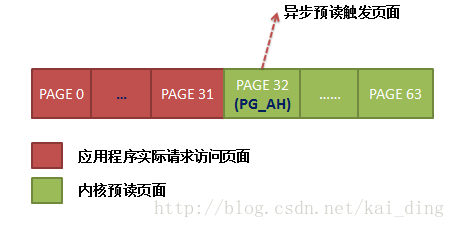 异步预读触发页面
PAGE 0
...
PAGE 31
PAGE 32
(PG_AH)
......
PAGE 63
应用程序实际请求访问页面
内核预读页面
http://blog.csdn.net/kai_ding